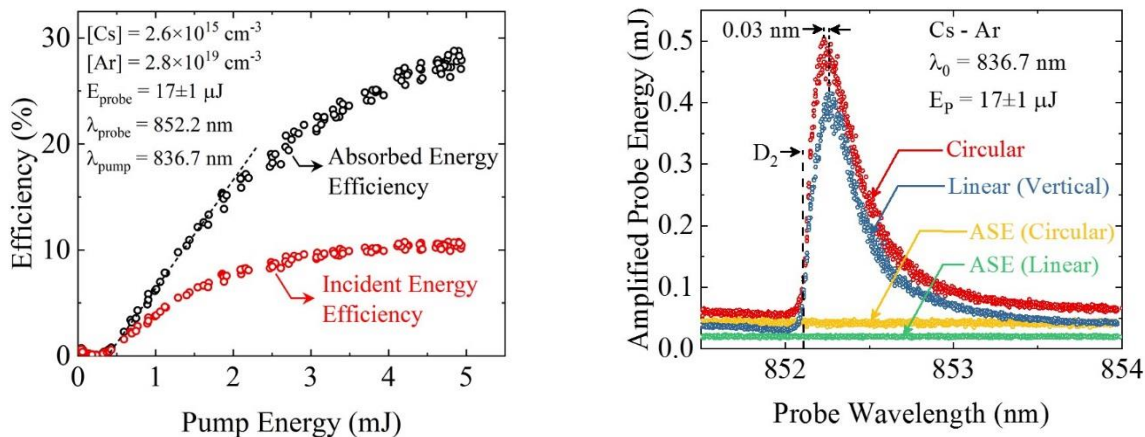 30
20
10
0
Efficiency (%)
[Cs] = 2.6×10¹⁵ cm⁻³
[Ar] = 2.8×10¹⁹ cm⁻³
Eprobe = 17±1 μJ
λprobe = 852.2 nm
λpump = 836.7 nm
Absorbed Energy
Efficiency
Incident Energy
Efficiency
0 1 2 3 4 5
Pump Energy (mJ)
Amplified Probe Energy (mJ)
0.5
0.4
0.3
0.2
0.1
0.0
0.03 nm
Cs - Ar
λ₀ = 836.7 nm
E_P = 17±1 μJ
D₂
Circular
Linear (Vertical)
ASE (Circular)
ASE (Linear)
852 853 854
Probe Wavelength (nm)